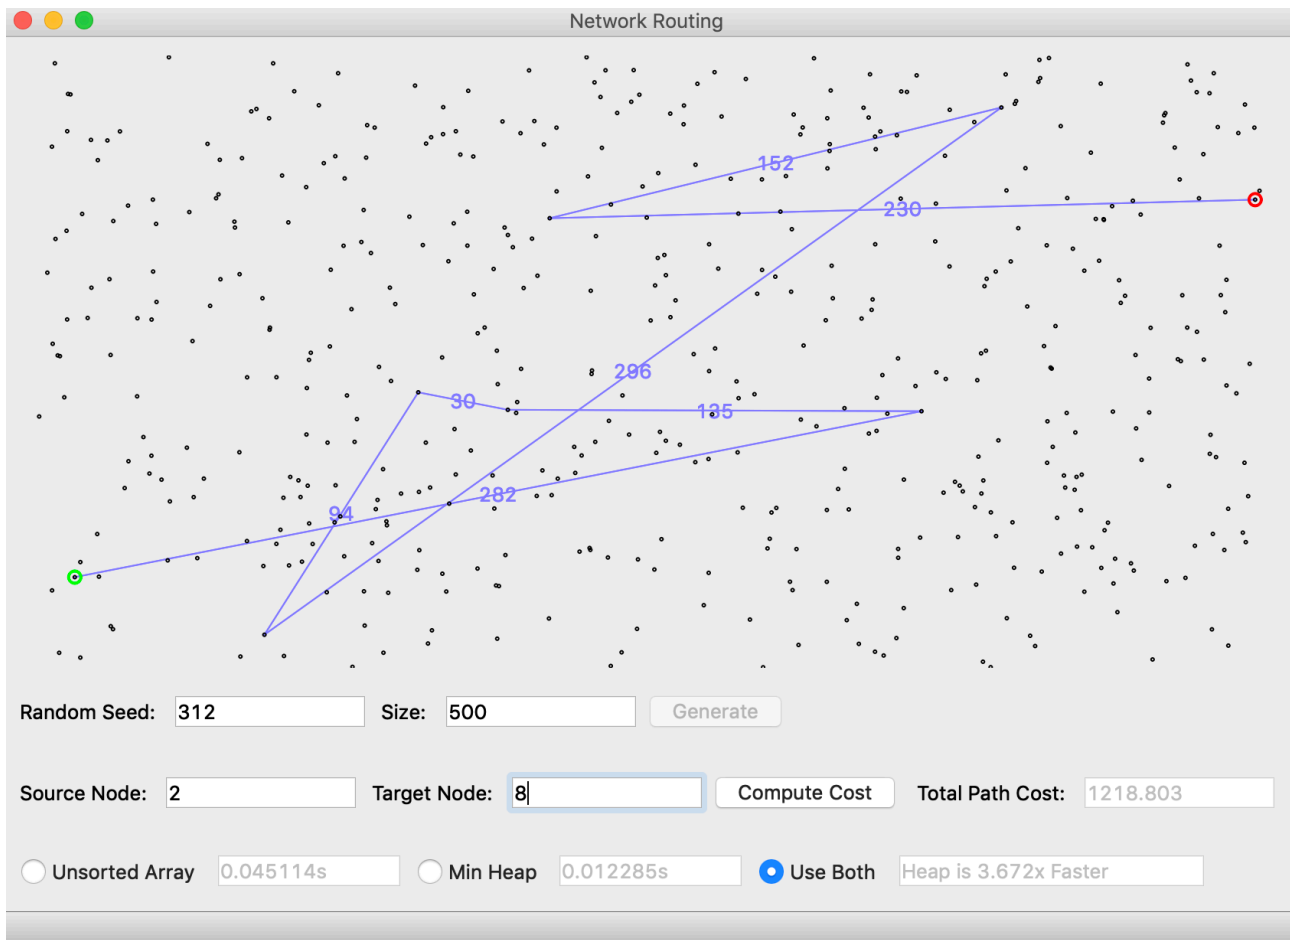 Network Routing
152
230
296
30
135
282
94
Random Seed: 312 Size: 500 Generate
Source Node: 2 Target Node: 8 Compute Cost Total Path Cost: 1218.803
Unsorted Array 0.045114s Min Heap 0.012285s Use Both Heap is 3.672x Faster